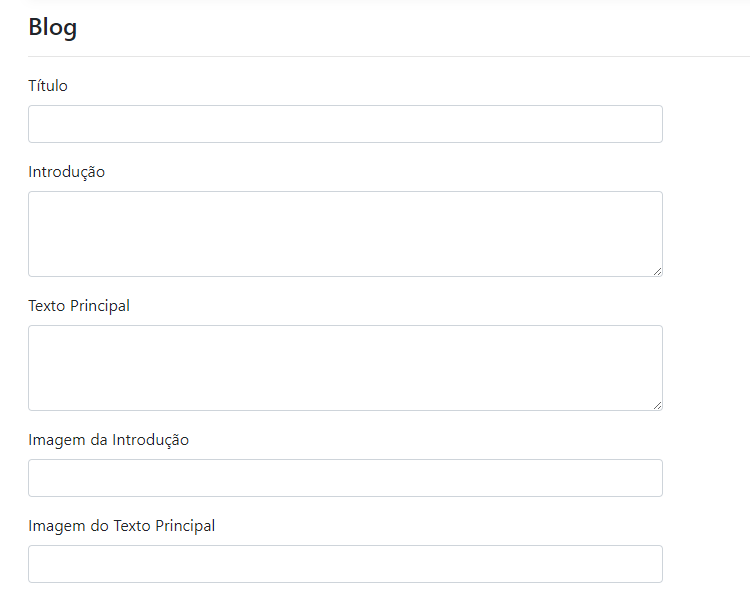 Blog
Título
Introdução
Texto Principal
Imagem da Introdução
Imagem do Texto Principal